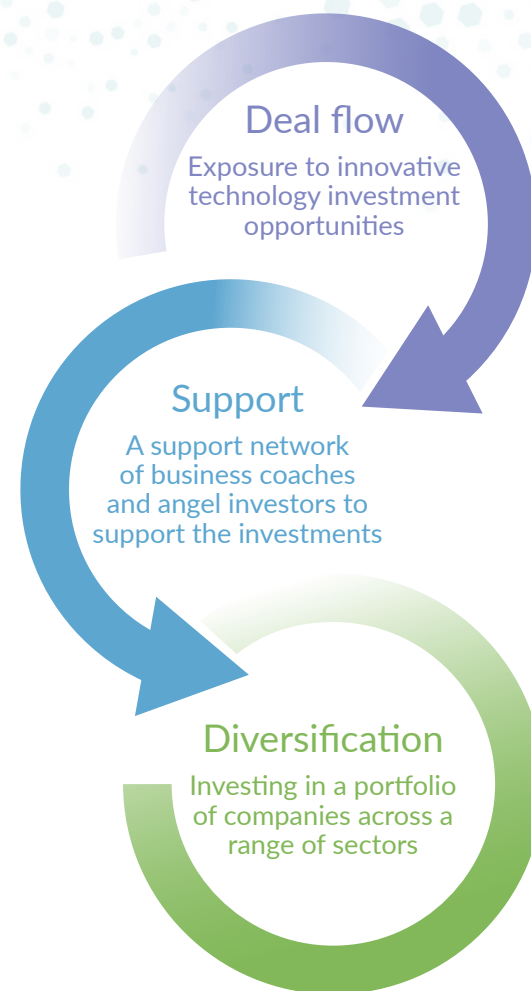 Deal flow
Exposure to innovative
technology investment
opportunities
Support
A support network
of business coaches
and angel investors to
support the investments
Diversification
Investing in a portfolio
of companies across a
range of sectors